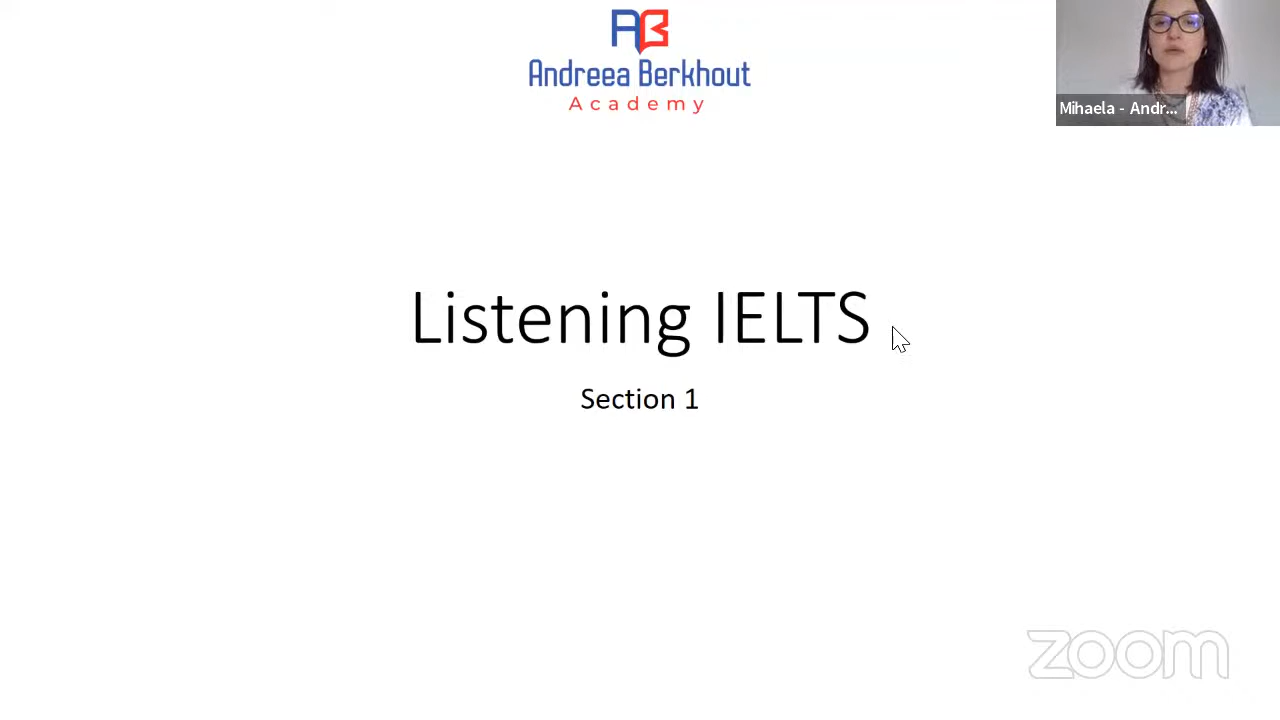 AB
Andreea Berkhout
Academy
Mihaela - Andr...
Listening IELTS
Section 1
zoom